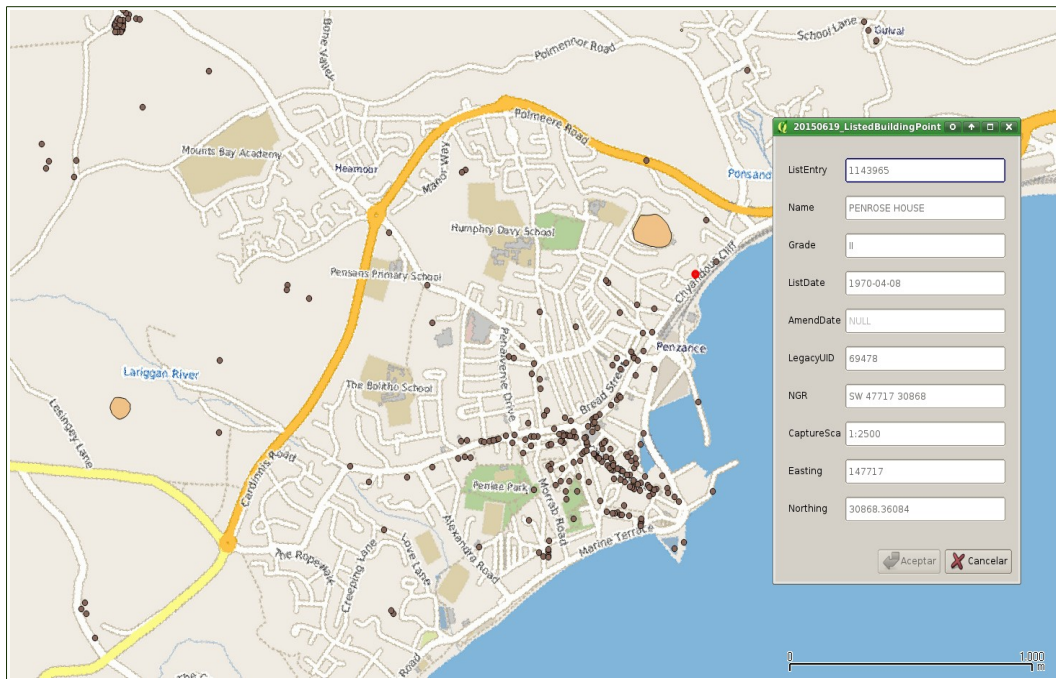 School Lane
Gulval
Bone Valley
Polmennor Road
20150619_ListedBuildingPoint
Polmeere Road
Mounts Bay Academy
Heamoor
Manor Way
Ponsand
ListEntry 1143965
Name PENROSE HOUSE
Humphry Davy School
Grade II
Chyandour Cliff
Pensans Primary School
ListDate 1970-04-08
AmendDate NULL
Penzance
LegacyUID 69478
Lariggan River
Penalverne Drive
The Bolitho School
Bread Stre
NGR SW 47717 30868
Lesingey Lane
CaptureSca 1:2500
Easting 147717
Cardinnis Road
Penlee Park
Morrab Road
Northing 30868.36084
Alexandra Road
Marine Terrace
The Ropewalk
Love Lane
Creeping Lane
Aceptar Cancelar
Road
0 1.000
m.